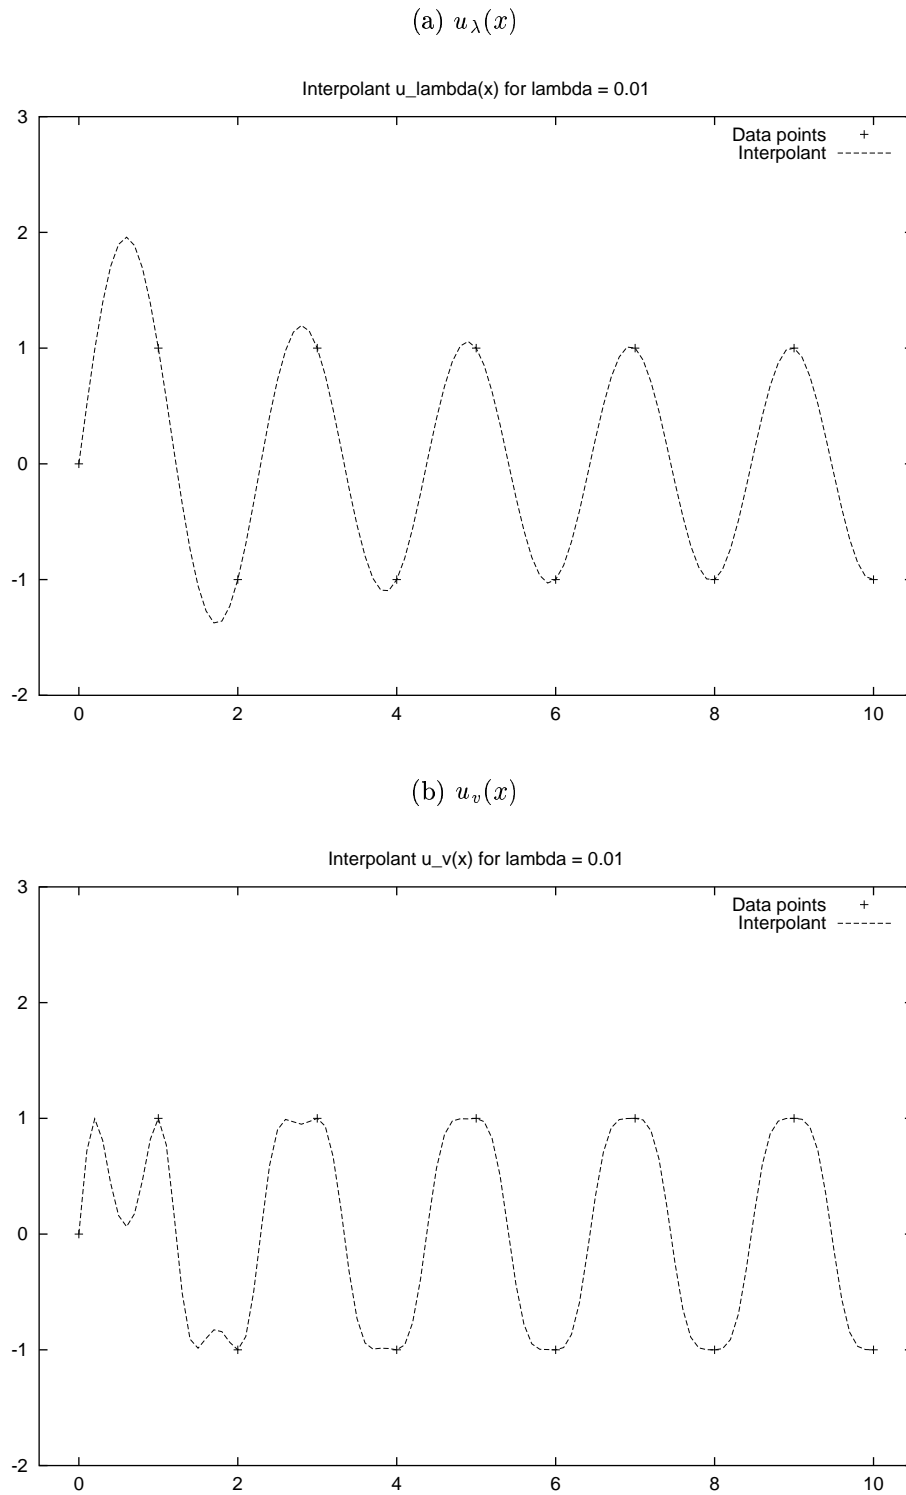 (a) u_λ(x)
Interpolant u_lambda(x) for lambda = 0.01
3
Data points
Interpolant
2
1
0
-1
-2
0 2 4 6 8 10
(b) u_v(x)
Interpolant u_v(x) for lambda = 0.01
3
Data points
Interpolant
2
1
0
-1
-2
0 2 4 6 8 10